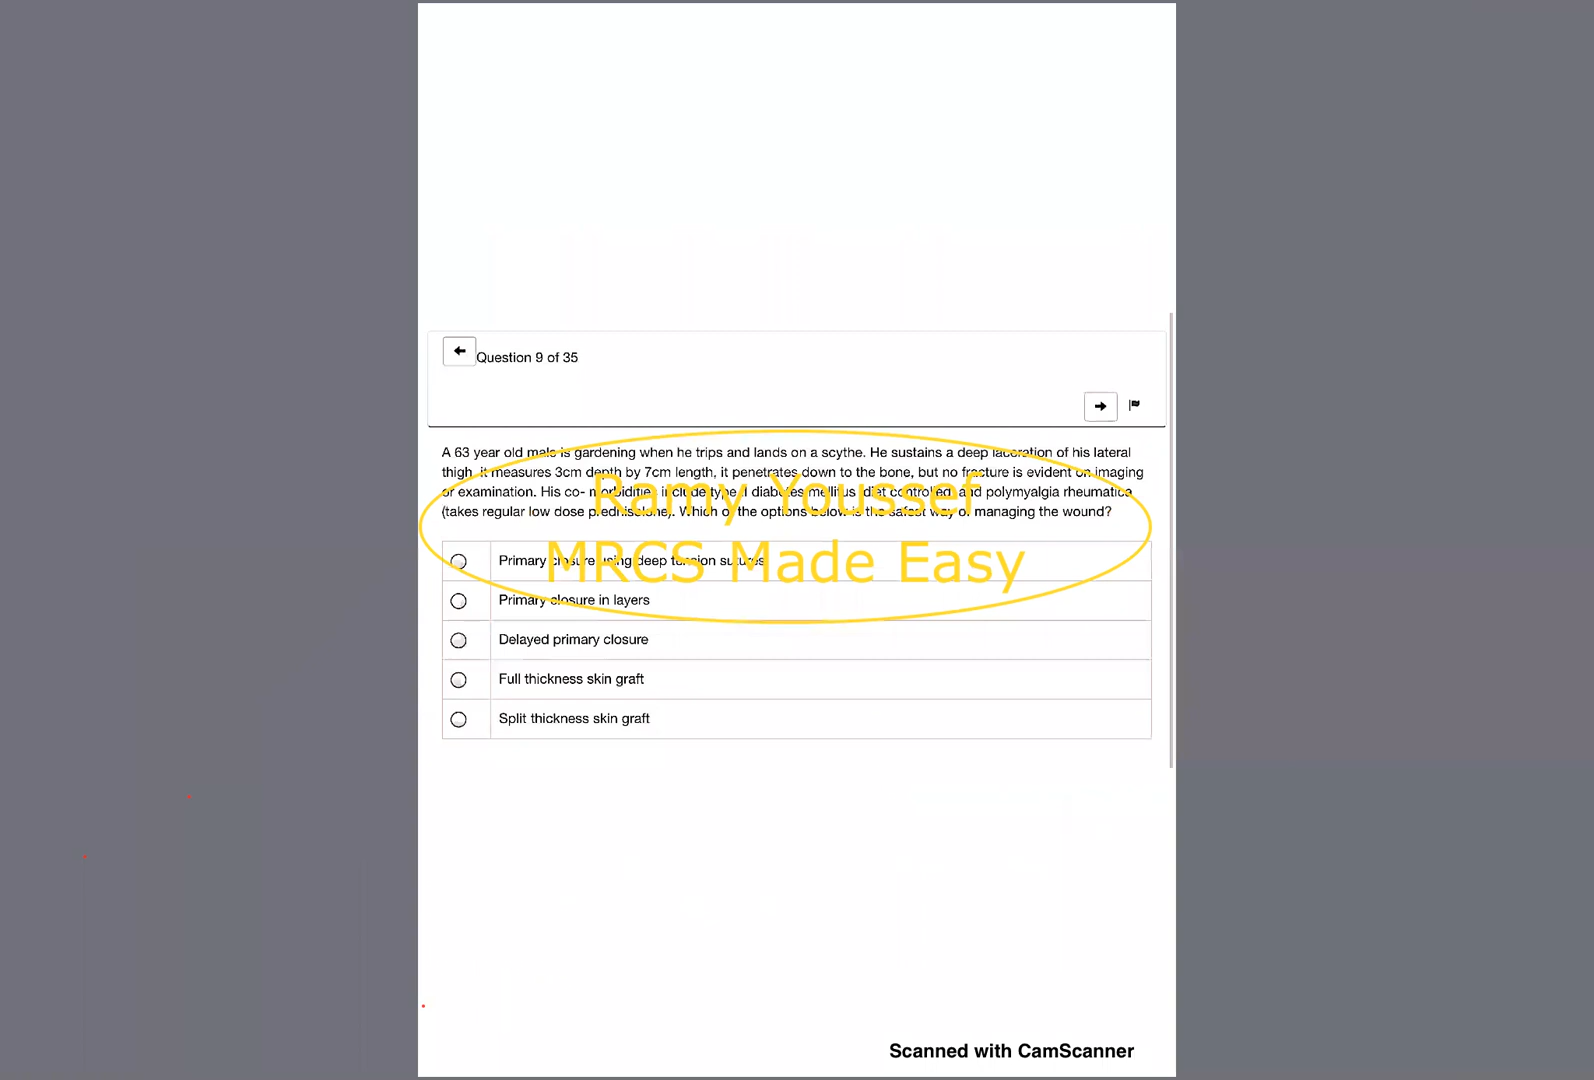 Question 9 of 35
A 63 year old male is gardening when he trips and lands on a scythe. He sustains a deep laceration of his lateral
thigh, it measures 3cm depth by 7cm length, it penetrates down to the bone, but no fracture is evident on imaging
or examination. His co- morbidities include type II diabetes mellitus (diet controlled) and polymyalgia rheumatica
(takes regular low dose prednisolone). Which of the options below is the safest way of managing the wound?
Ramy Youssef
MRCS Made Easy
Primary closure using deep tension sutures
Primary closure in layers
Delayed primary closure
Full thickness skin graft
Split thickness skin graft
Scanned with CamScanner